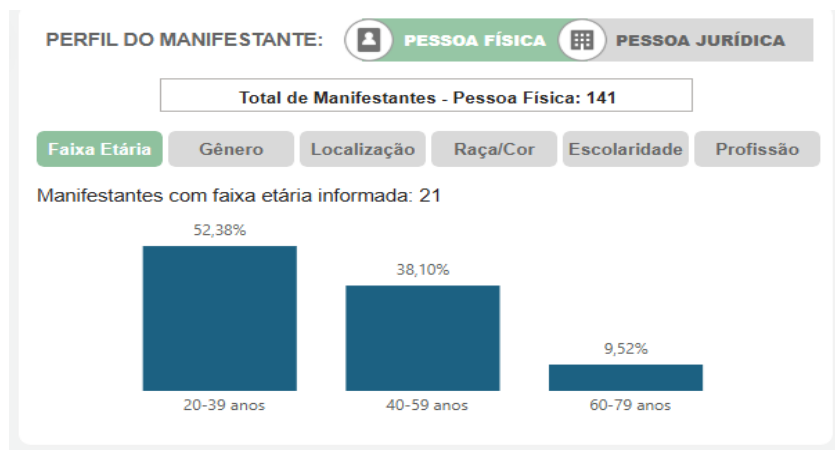 PERFIL DO MANIFESTANTE: PESSOA FÍSICA PESSOA JURÍDICA
Total de Manifestantes - Pessoa Física: 141
Faixa Etária Gênero Localização Raça/Cor Escolaridade Profissão
Manifestantes com faixa etária informada: 21
52,38%
38,10%
9,52%
20-39 anos 40-59 anos 60-79 anos